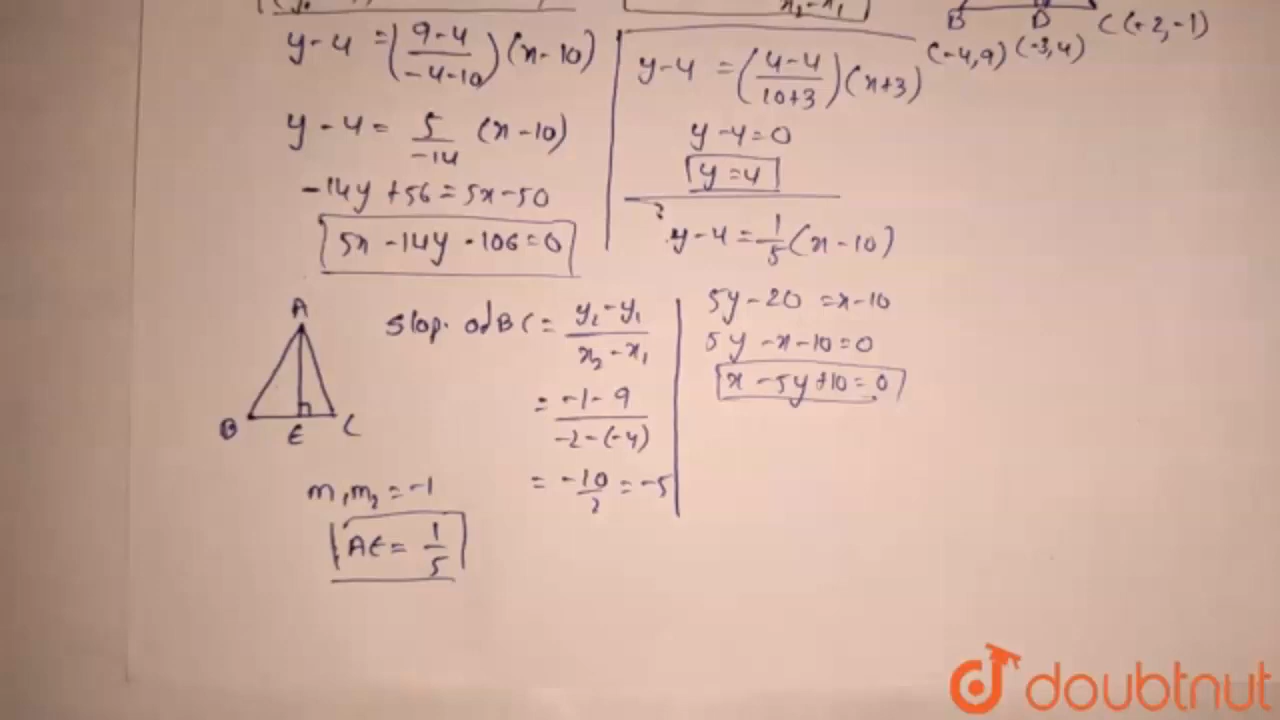 x₂-x₁
B D C(-2,-1)
(-4,9) (-3,4)
y-4 = (9-4/-4-10)(x-10)
y-4 = 5/-14 (x-10)
-14y+56=5x-50
5x-14y-106=0
y-4 = (4-4/10+3)(x+3)
y-4=0
y=4
y-4=1/5(x-10)
5y-20=x-10
5y-x-10=0
x-5y+10=0
A
B E C
Slop. of BC = y₂-y₁/x₂-x₁
= -1-9/-2-(-4)
= -10/2 = -5
m₁m₂=-1
AE = 1/5
doubtnut